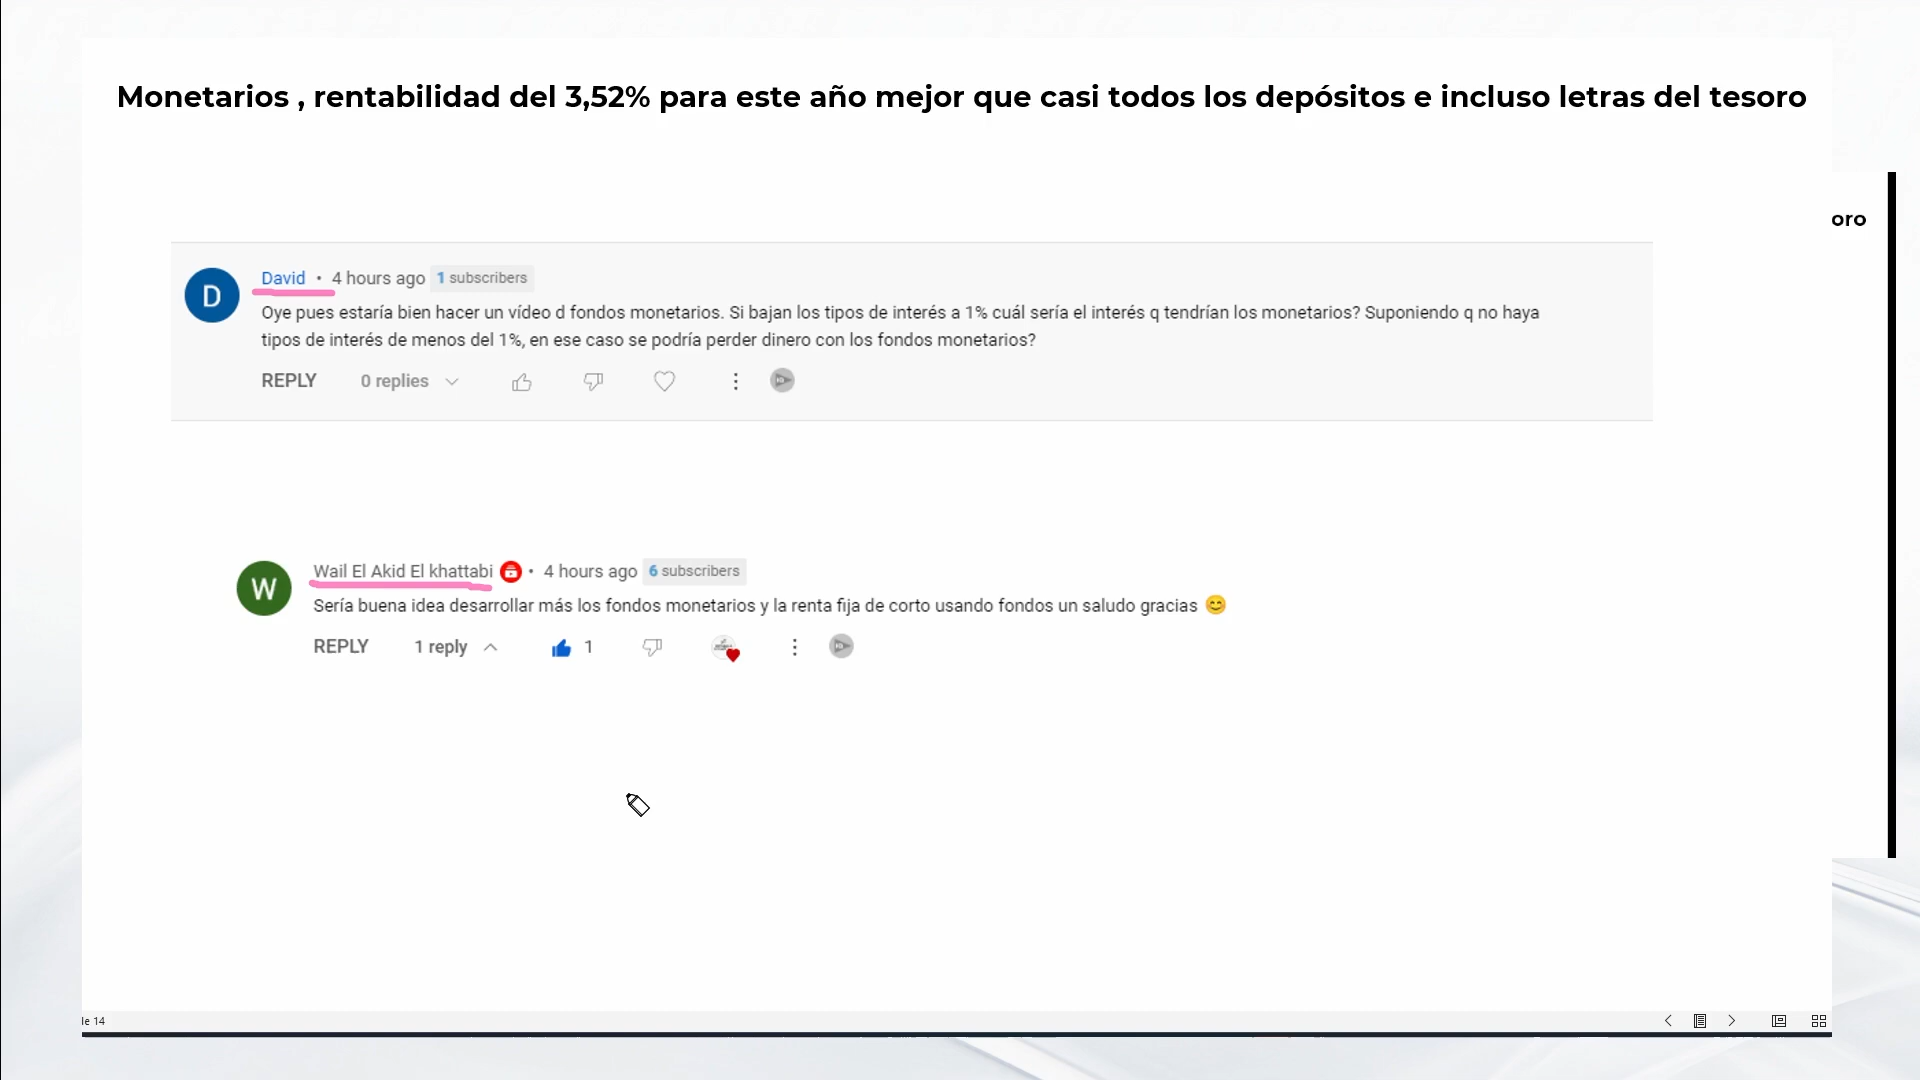 Monetarios , rentabilidad del 3,52% para este año mejor que casi todos los depósitos e incluso letras del tesoro
oro
D
David • 4 hours ago 1 subscribers
Oye pues estaría bien hacer un vídeo d fondos monetarios. Si bajan los tipos de interés a 1% cuál sería el interés q tendrían los monetarios? Suponiendo q no haya
tipos de interés de menos del 1%, en ese caso se podría perder dinero con los fondos monetarios?
REPLY 0 replies
W
Wail El Akid El khattabi • 4 hours ago 6 subscribers
Sería buena idea desarrollar más los fondos monetarios y la renta fija de corto usando fondos un saludo gracias 😊
REPLY 1 reply 1
le 14